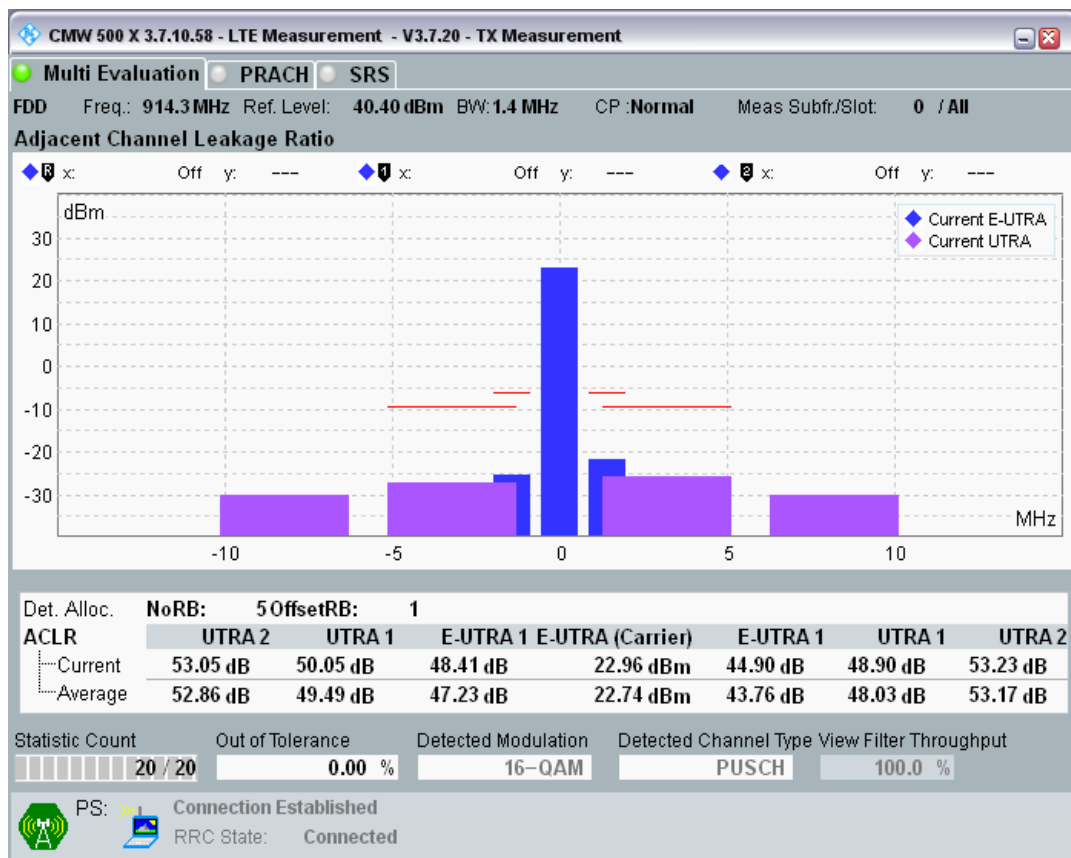 CMW 500 X 3.7.10.58 - LTE Measurement - V3.7.20 - TX Measurement
Multi Evaluation PRACH SRS
FDD Freq.: 914.3 MHz Ref. Level: 40.40 dBm BW: 1.4 MHz CP :Normal Meas Subfr./Slot: 0 / All
Adjacent Channel Leakage Ratio
R x: Off y: --- 1 x: Off y: --- 2 x: Off y: ---
dBm
Current E-UTRA
Current UTRA
30
20
10
0
-10
-20
-30
MHz
-10 -5 0 5 10
Det. Alloc. NoRB: 5 OffsetRB: 1
ACLR UTRA 2 UTRA 1 E-UTRA 1 E-UTRA (Carrier) E-UTRA 1 UTRA 1 UTRA 2
Current 53.05 dB 50.05 dB 48.41 dB 22.96 dBm 44.90 dB 48.90 dB 53.23 dB
Average 52.86 dB 49.49 dB 47.23 dB 22.74 dBm 43.76 dB 48.03 dB 53.17 dB
Statistic Count Out of Tolerance Detected Modulation Detected Channel Type View Filter Throughput
20 / 20 0.00 % 16-QAM PUSCH 100.0 %
PS: Connection Established
RRC State: Connected